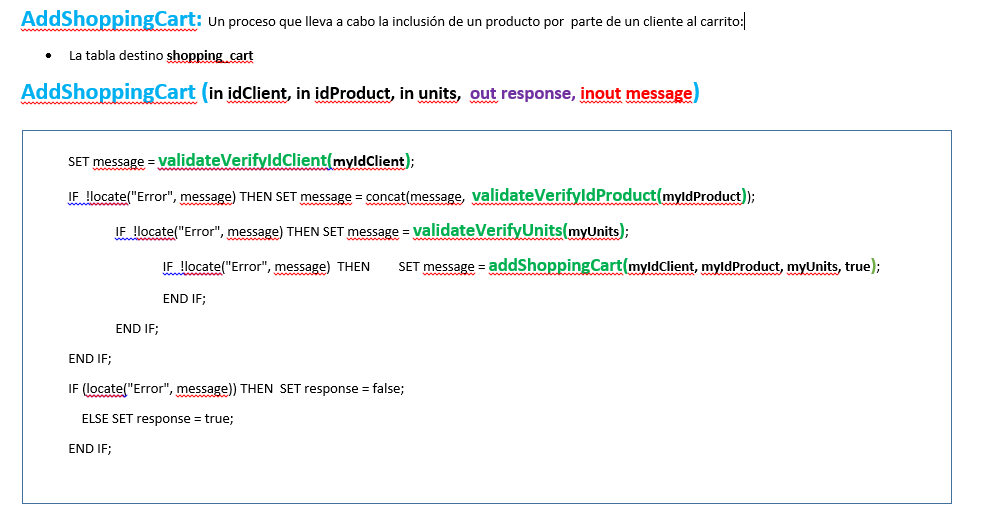 AddShoppingCart: Un proceso que lleva a cabo la inclusión de un producto por parte de un cliente al carrito:
• La tabla destino shopping_cart
AddShoppingCart (in idClient, in idProduct, in units, out response, inout message)
SET message = validateVerifyIdClient(myIdClient);
IF !locate("Error", message) THEN SET message = concat(message, validateVerifyIdProduct(myIdProduct));
IF !locate("Error", message) THEN SET message = validateVerifyUnits(myUnits);
IF !locate("Error", message) THEN SET message = addShoppingCart(myIdClient, myIdProduct, myUnits, true);
END IF;
END IF;
END IF;
IF (locate("Error", message)) THEN SET response = false;
ELSE SET response = true;
END IF;